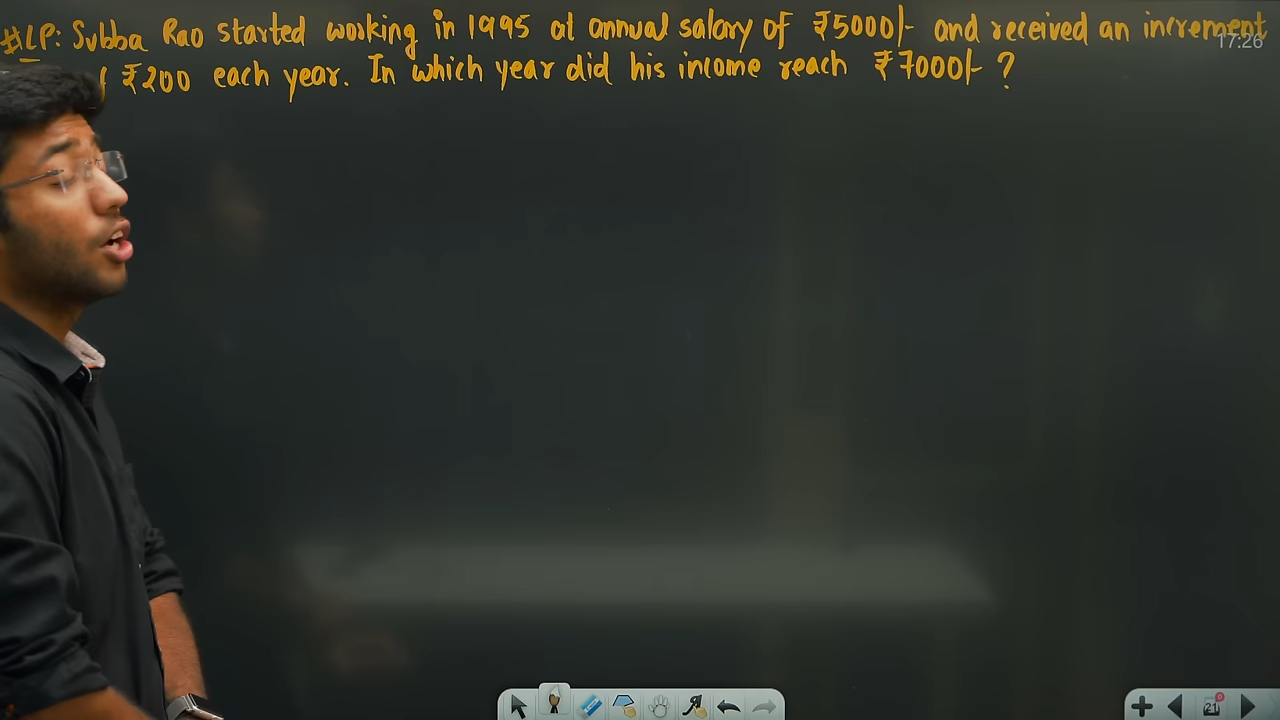 #LP: Subba Rao started working in 1995 at annual salary of ₹5000/- and received an increment
17:26
₹200 each year. In which year did his income reach ₹7000/- ?
21